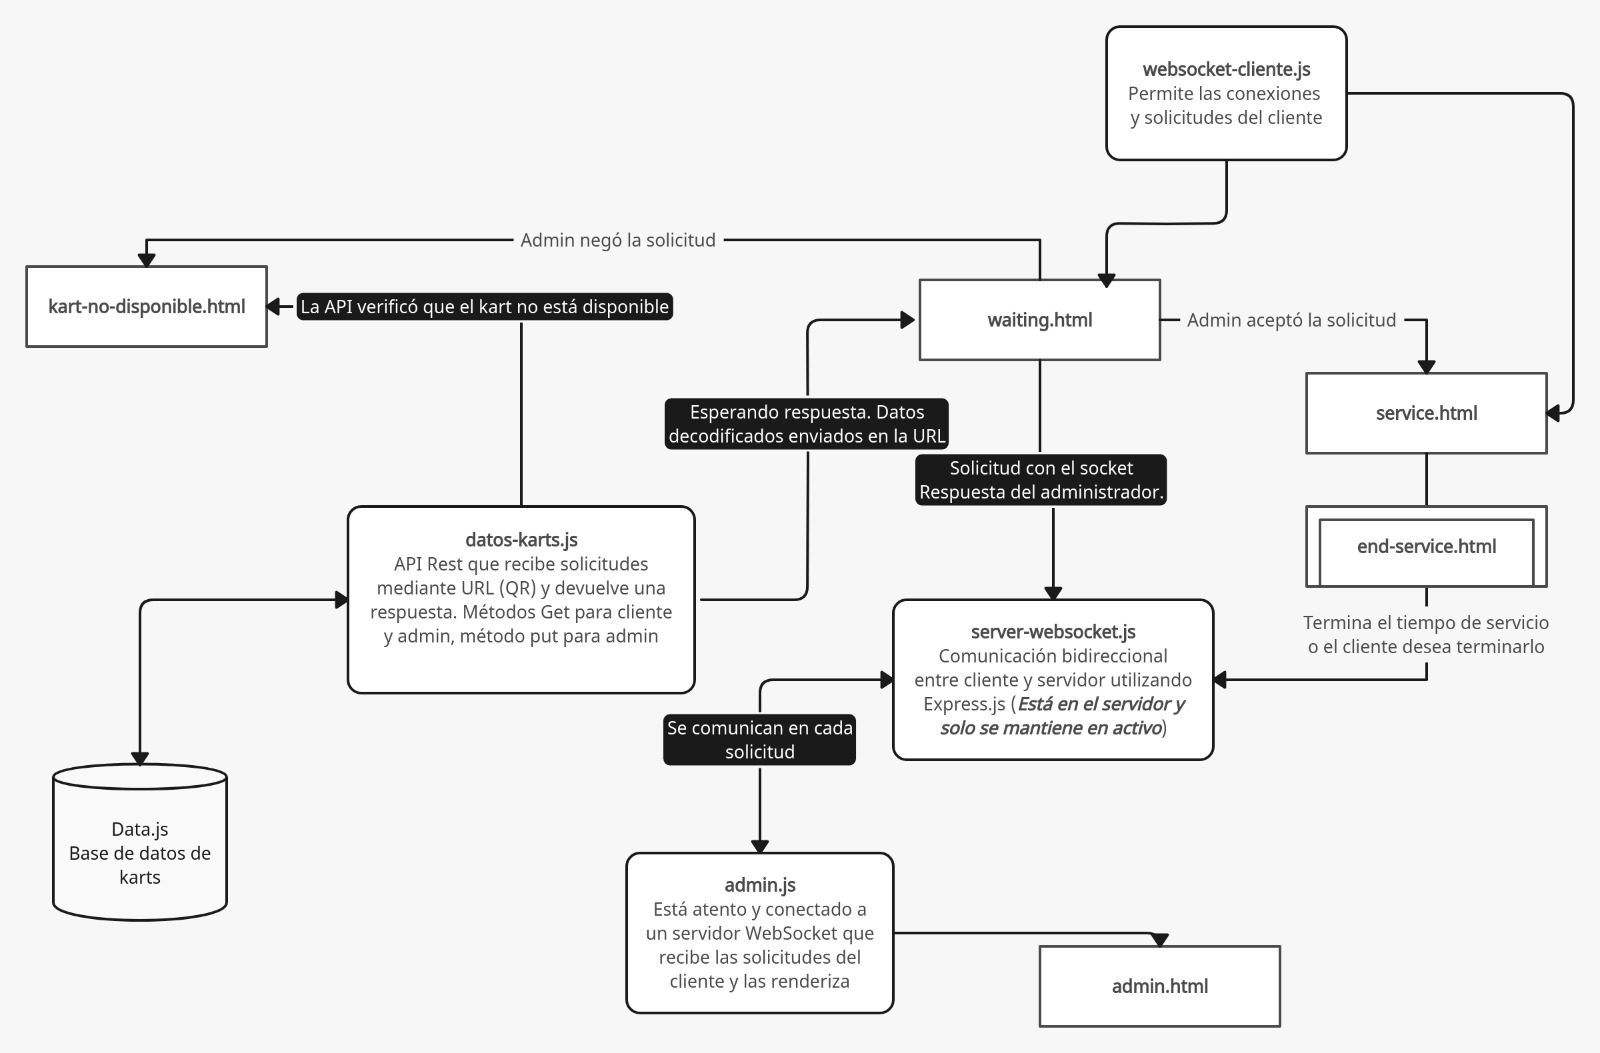 websocket-cliente.js
Permite las conexiones
y solicitudes del cliente
Admin negó la solicitud
kart-no-disponible.html
La API verificó que el kart no está disponible
waiting.html
Admin aceptó la solicitud
service.html
Esperando respuesta. Datos
decodificados enviados en la URL
Solicitud con el socket
Respuesta del administrador.
end-service.html
datos-karts.js
API Rest que recibe solicitudes
mediante URL (QR) y devuelve una
respuesta. Métodos Get para cliente
y admin, método put para admin
Termina el tiempo de servicio
o el cliente desea terminarlo
server-websocket.js
Comunicación bidireccional
entre cliente y servidor utilizando
Express.js (Está en el servidor y
solo se mantiene en activo)
Se comunican en cada
solicitud
Data.js
Base de datos de
karts
admin.js
Está atento y conectado a
un servidor WebSocket que
recibe las solicitudes del
cliente y las renderiza
admin.html